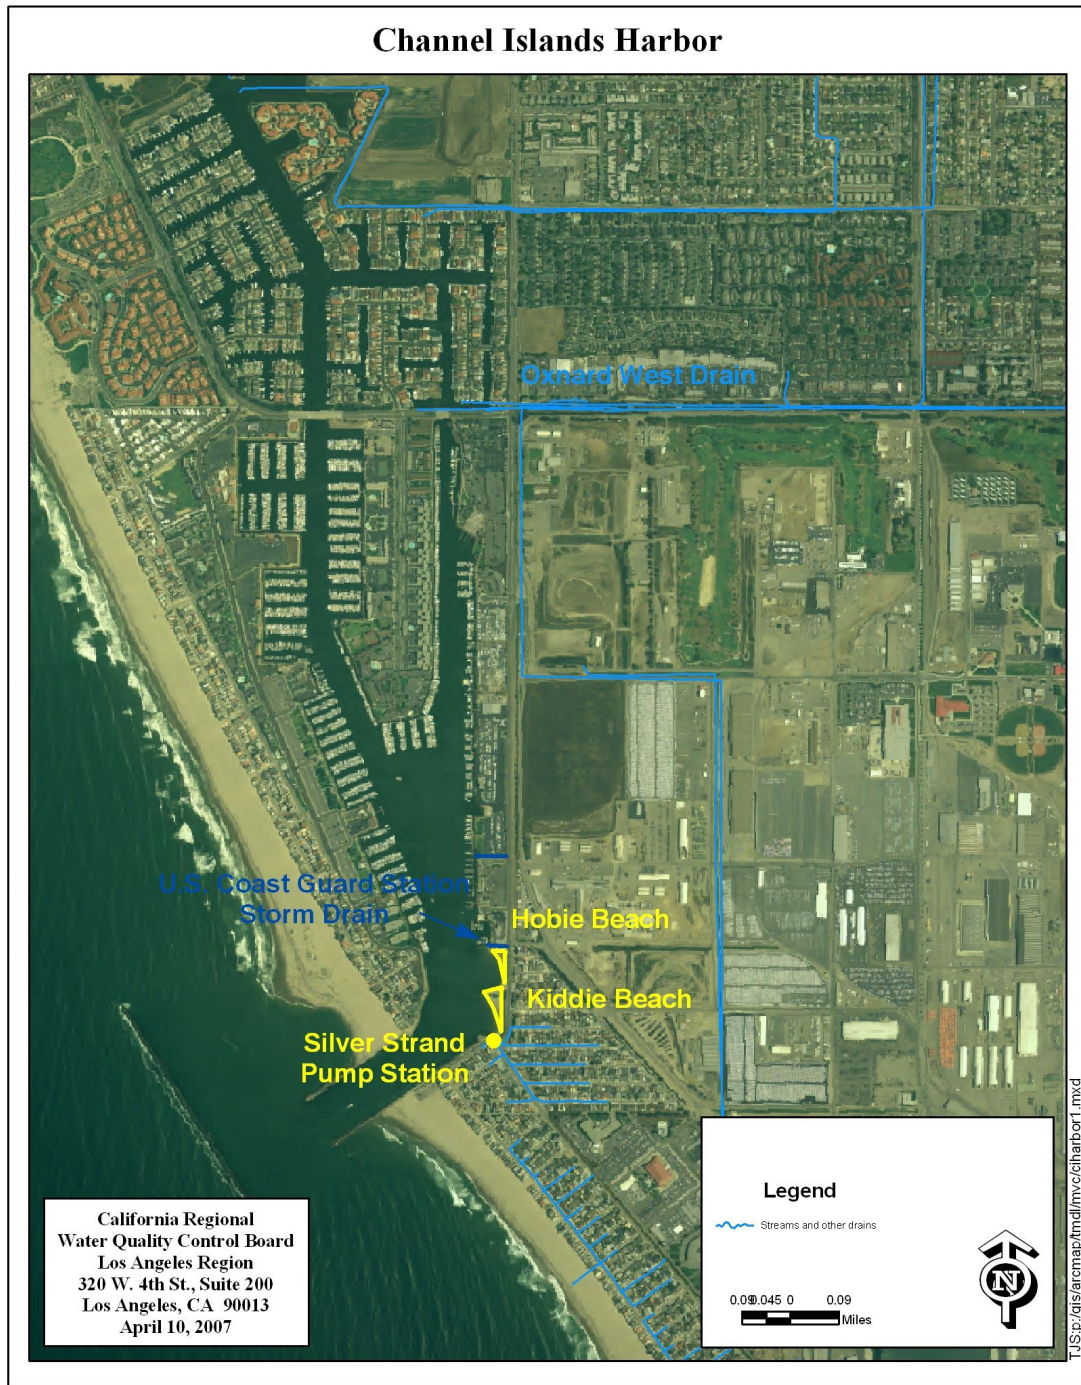 Channel Islands Harbor
Oxnard West Drain
U.S. Coast Guard Station
Storm Drain
Hobie Beach
Kiddie Beach
Silver Strand
Pump Station
California Regional
Water Quality Control Board
Los Angeles Region
320 W. 4th St., Suite 200
Los Angeles, CA 90013
April 10, 2007
Legend
Streams and other drains
0.09 0.045 0 0.09
Miles
N
TJS:p:/gis/arcmap/tmdl/mvc/ciharbor1.mxd